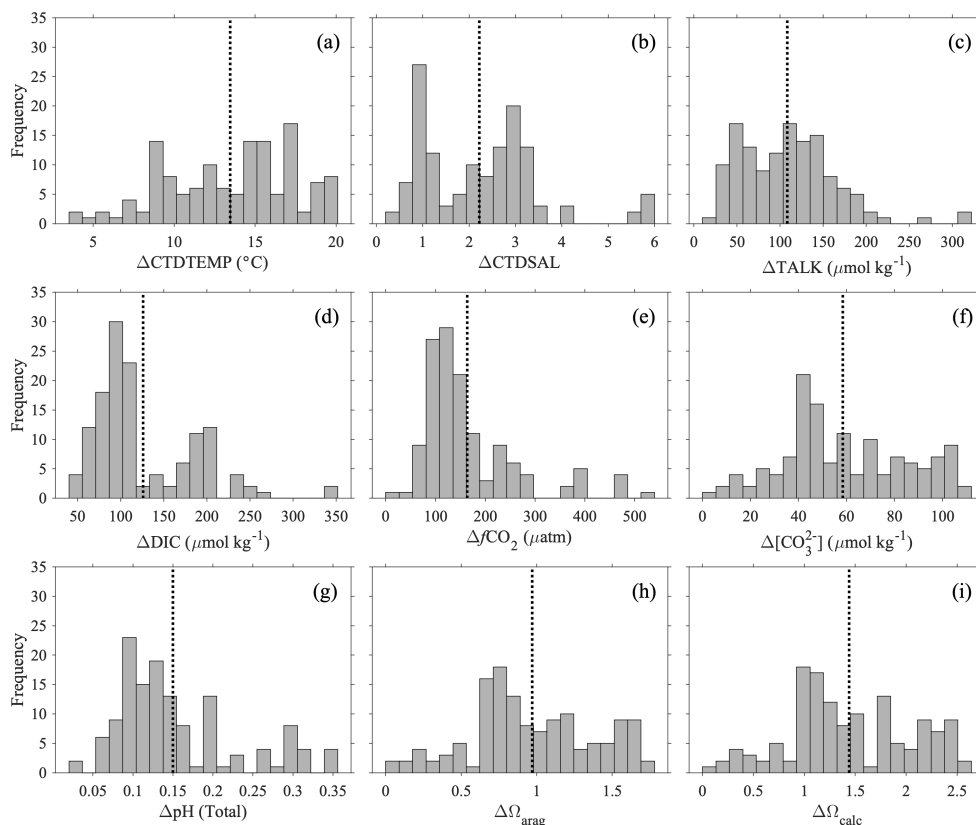 35
30
25
20
15
10
5
0
Frequency
(a)
5 10 15 20
ΔCTDTEMP (°C)
(b)
0 1 2 3 4 5 6
ΔCTDSAL
(c)
50 100 150 200 250 300
ΔTALK (μmol kg⁻¹)
35
30
25
20
15
10
5
0
Frequency
(d)
50 100 150 200 250 300 350
ΔDIC (μmol kg⁻¹)
(e)
0 100 200 300 400 500
ΔfCO₂ (μatm)
(f)
0 20 40 60 80 100
Δ[CO₃²⁻] (μmol kg⁻¹)
35
30
25
20
15
10
5
0
Frequency
(g)
0.05 0.1 0.15 0.2 0.25 0.3 0.35
ΔpH (Total)
(h)
0 0.5 1 1.5
ΔΩarag
(i)
0 0.5 1 1.5 2 2.5
ΔΩcalc